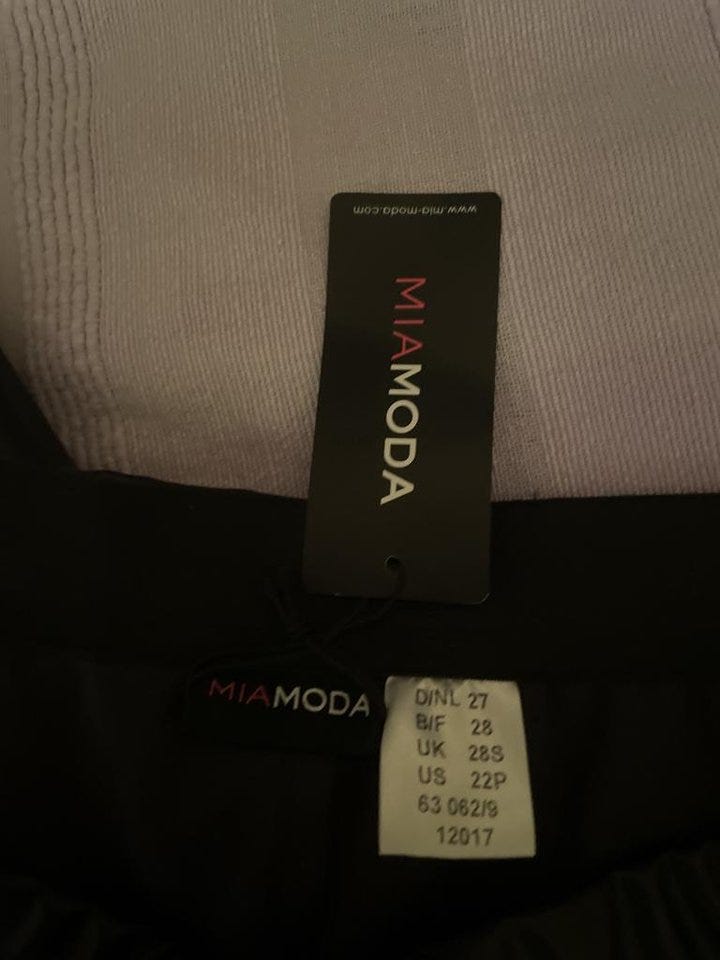 www.mia-moda.com
MIAMODA
MIAMODA
D/NL 27
B/F 28
UK 28S
US 22P
63 062/9
12017